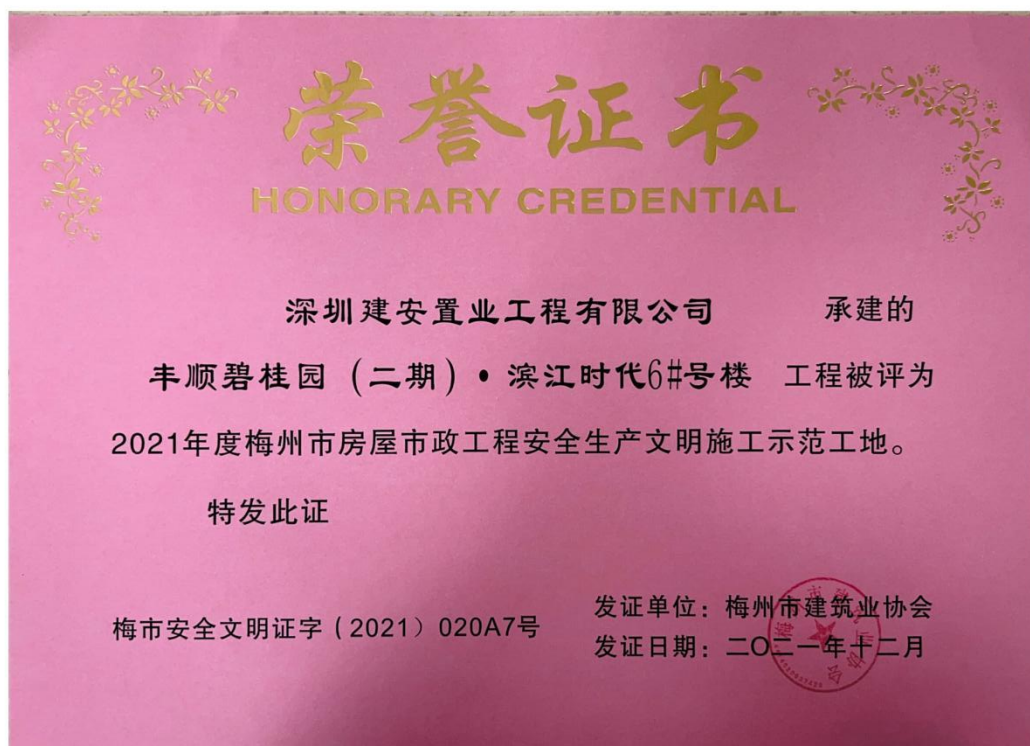 荣誉证书
HONORARY CREDENTIAL
深圳建安置业工程有限公司 承建的
丰顺碧桂园（二期）·滨江时代6#号楼 工程被评为
2021年度梅州市房屋市政工程安全生产文明施工示范工地。
特发此证
梅市安全文明证字（2021）020A7号
发证单位：梅州市建筑业协会
发证日期：二〇二一年十二月